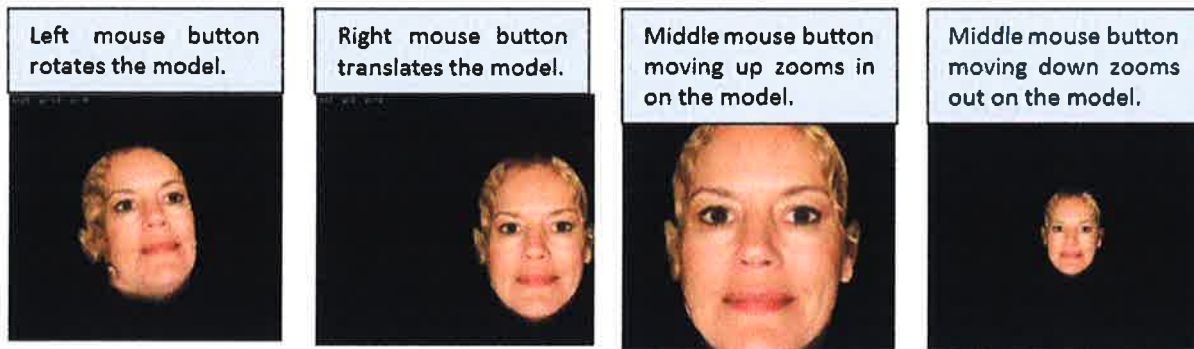 Left mouse button
rotates the model.
Right mouse button
translates the model.
Middle mouse button
moving up zooms in
on the model.
Middle mouse button
moving down zooms
out on the model.